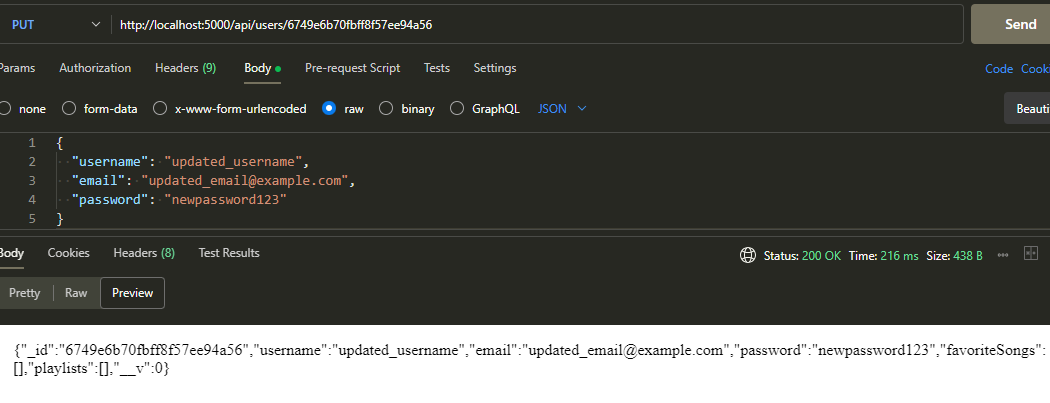 PUT http://localhost:5000/api/users/6749e6b70fbff8f57ee94a56 Send
Params Authorization Headers (9) Body Pre-request Script Tests Settings Code Cooki
none form-data x-www-form-urlencoded raw binary GraphQL JSON Beauti
1 {
2 "username": "updated_username",
3 "email": "updated_email@example.com",
4 "password": "newpassword123"
5 }
Body Cookies Headers (8) Test Results Status: 200 OK Time: 216 ms Size: 438 B
Pretty Raw Preview
{"_id":"6749e6b70fbff8f57ee94a56","username":"updated_username","email":"updated_email@example.com","password":"newpassword123","favoriteSongs":
[],"playlists":[],"__v":0}